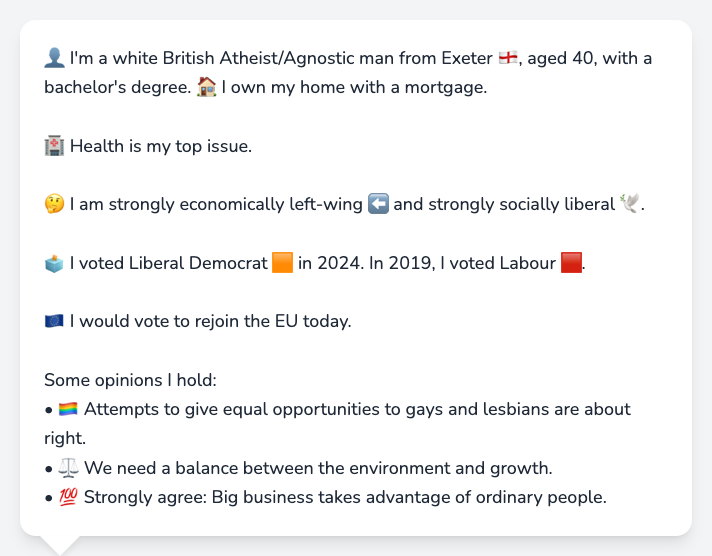 👤 I'm a white British Atheist/Agnostic man from Exeter 🏴󠁧󠁢󠁥󠁮󠁧󠁿, aged 40, with a
bachelor's degree. 🏠 I own my home with a mortgage.
🏥 Health is my top issue.
🤔 I am strongly economically left-wing ⬅️ and strongly socially liberal 🕊️.
🗳️ I voted Liberal Democrat 🟧 in 2024. In 2019, I voted Labour 🟥.
🇪🇺 I would vote to rejoin the EU today.
Some opinions I hold:
• 🏳️‍🌈 Attempts to give equal opportunities to gays and lesbians are about
right.
• ⚖️ We need a balance between the environment and growth.
• 💯 Strongly agree: Big business takes advantage of ordinary people.